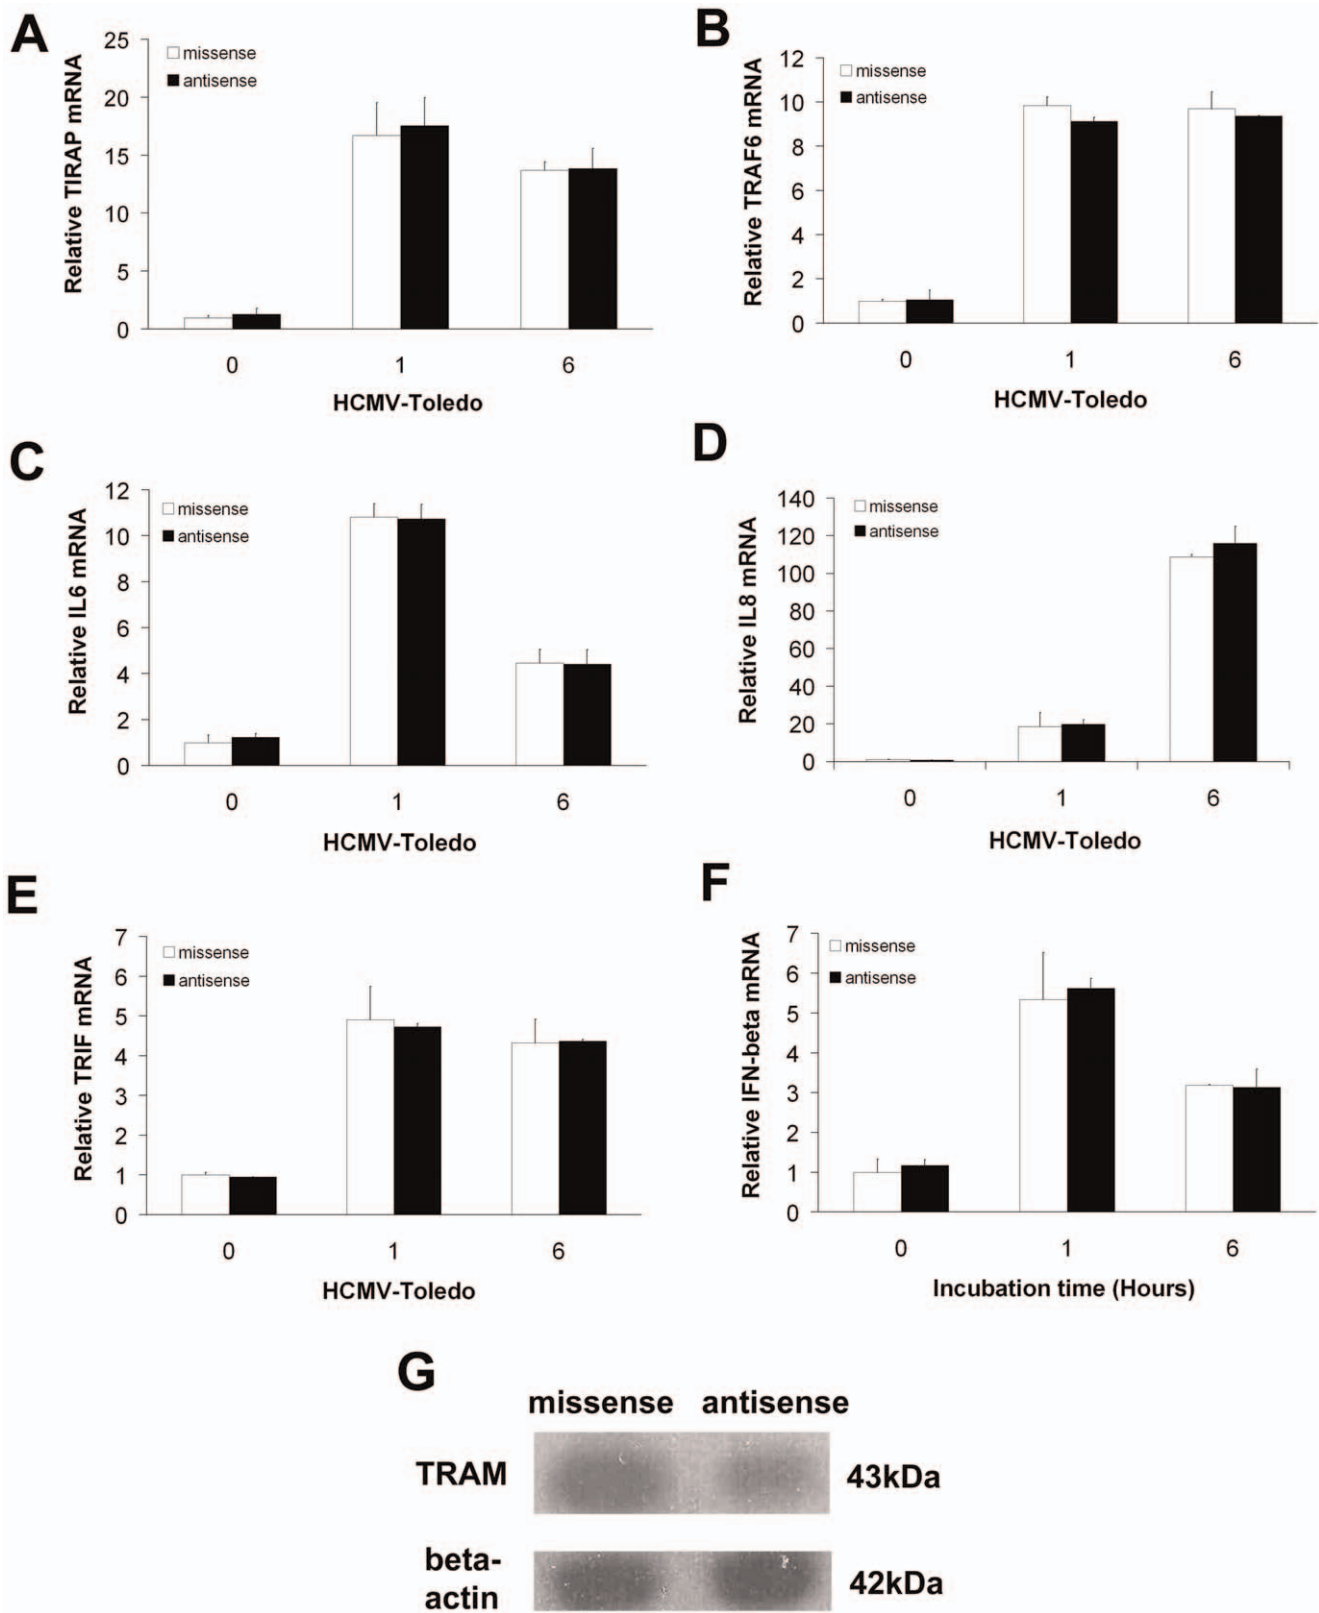 A
Relative TIRAP mRNA
25
20
15
10
5
0
missense
antisense
0 1 6
HCMV-Toledo
B
Relative TRAF6 mRNA
12
10
8
6
4
2
0
missense
antisense
0 1 6
HCMV-Toledo
C
Relative IL6 mRNA
12
10
8
6
4
2
0
missense
antisense
0 1 6
HCMV-Toledo
D
Relative IL8 mRNA
140
120
100
80
60
40
20
0
missense
antisense
0 1 6
HCMV-Toledo
E
Relative TRIF mRNA
7
6
5
4
3
2
1
0
missense
antisense
0 1 6
HCMV-Toledo
F
Relative IFN-beta mRNA
7
6
5
4
3
2
1
0
missense
antisense
0 1 6
Incubation time (Hours)
G
missense antisense
TRAM 43kDa
beta-
actin 42kDa